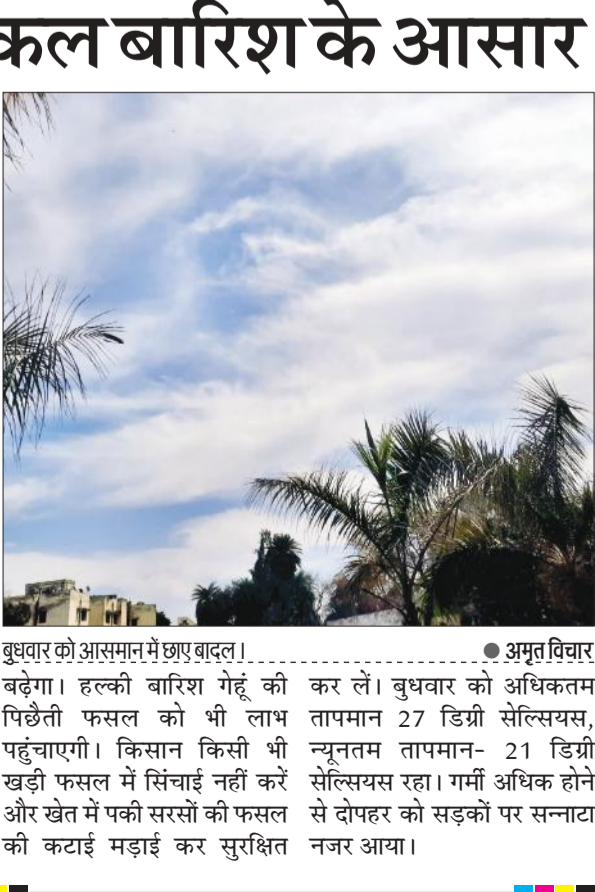 कल बारिश के आसार
बुधवार को आसमान में छाए बादल।
● अमृत विचार
बढ़ेगा। हल्की बारिश गेहूं की
पिछैती फसल को भी लाभ
पहुंचाएगी। किसान किसी भी
खड़ी फसल में सिंचाई नहीं करें
और खेत में पकी सरसों की फसल
की कटाई मड़ाई कर सुरक्षित
कर लें। बुधवार को अधिकतम
तापमान 27 डिग्री सेल्सियस,
न्यूनतम तापमान- 21 डिग्री
सेल्सियस रहा। गर्मी अधिक होने
से दोपहर को सड़कों पर सन्नाटा
नजर आया।